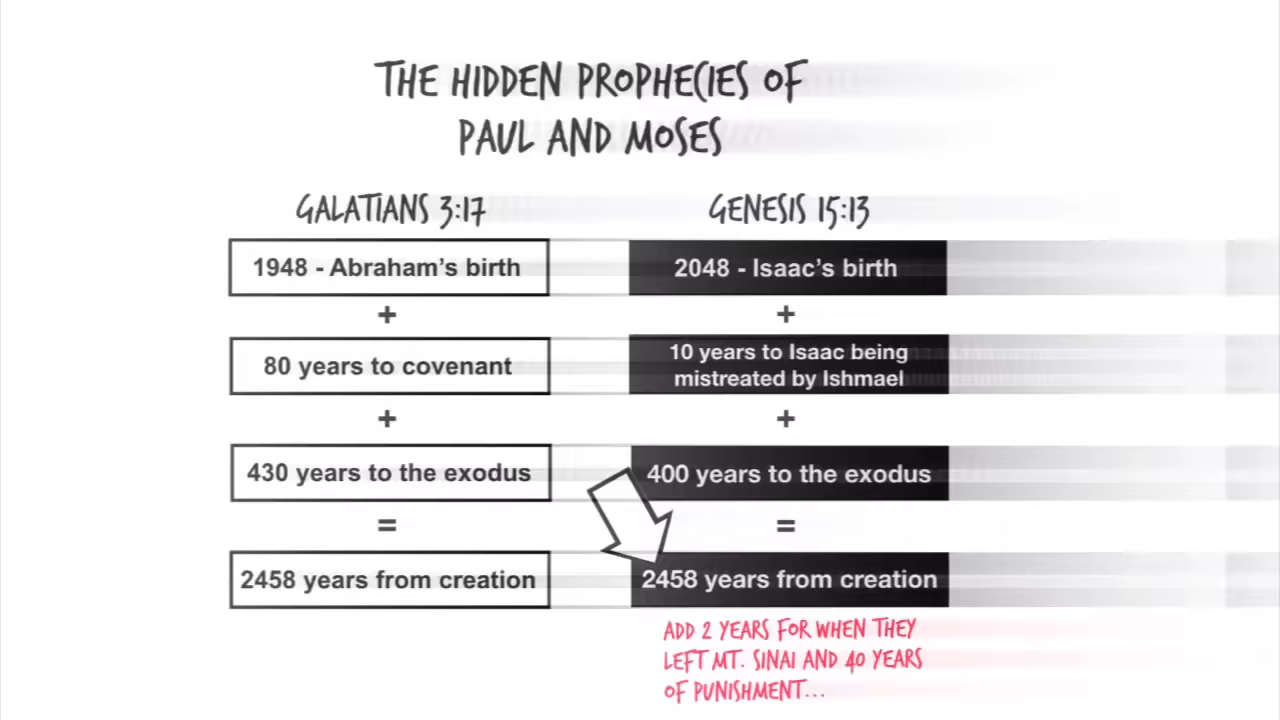 THE HIDDEN PROPHECIES OF
PAUL AND MOSES
GALATIANS 3:17
1948 - Abraham's birth
+
80 years to covenant
+
430 years to the exodus
=
2458 years from creation
GENESIS 15:13
2048 - Isaac's birth
+
10 years to Isaac being
mistreated by Ishmael
+
400 years to the exodus
=
2458 years from creation
ADD 2 YEARS FOR WHEN THEY
LEFT MT. SINAI AND 40 YEARS
OF PUNISHMENT...